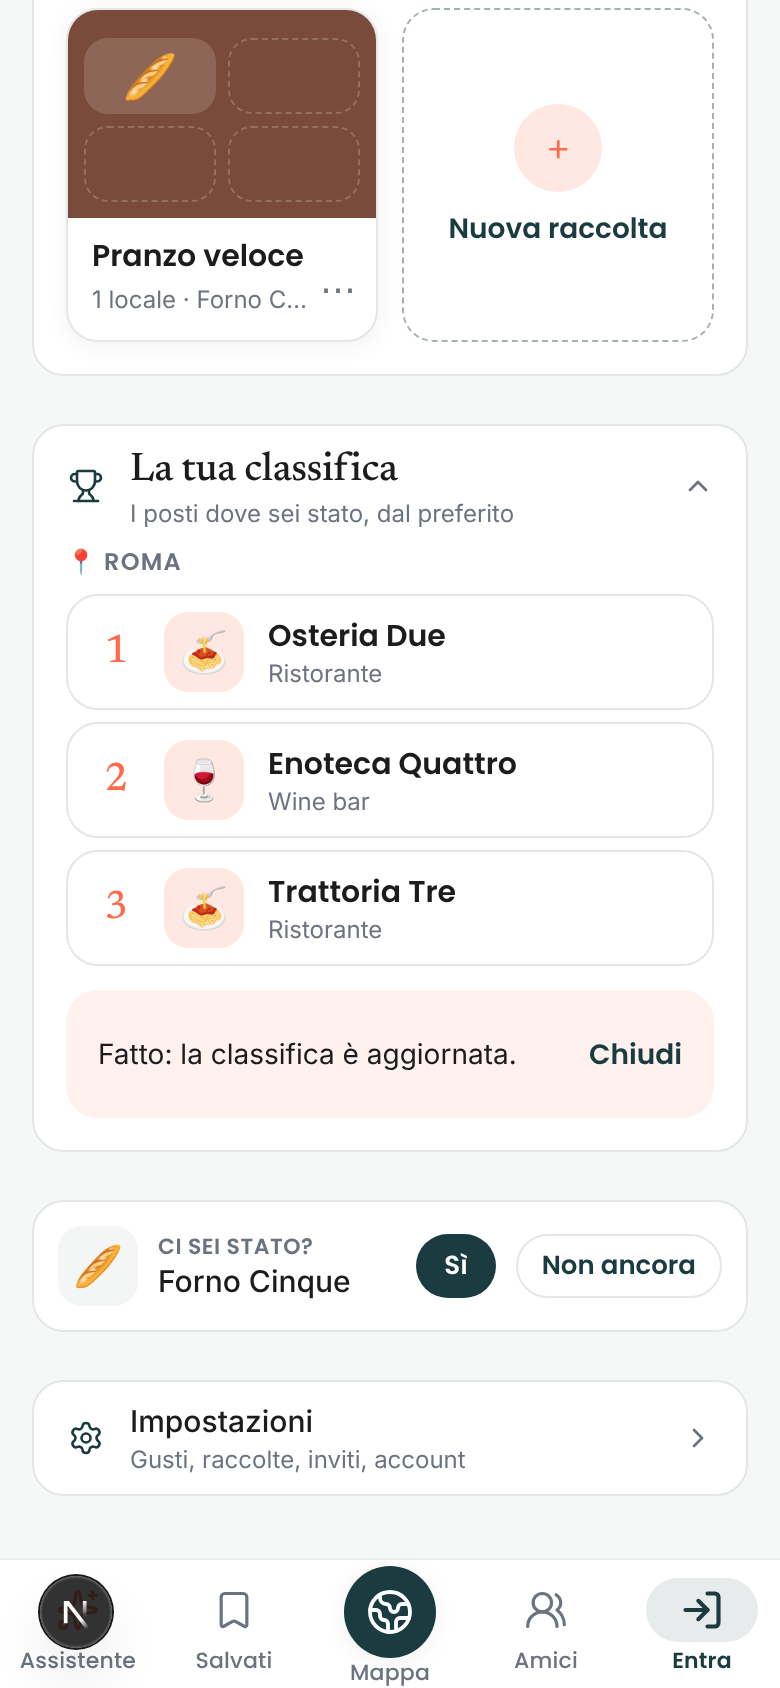 Pranzo veloce
1 locale · Forno C...
Nuova raccolta
La tua classifica
I posti dove sei stato, dal preferito
ROMA
1
Osteria Due
Ristorante
2
Enoteca Quattro
Wine bar
3
Trattoria Tre
Ristorante
Fatto: la classifica è aggiornata.
Chiudi
CI SEI STATO?
Forno Cinque
Sì
Non ancora
Impostazioni
Gusti, raccolte, inviti, account
N
Assistente
Salvati
Mappa
Amici
Entra